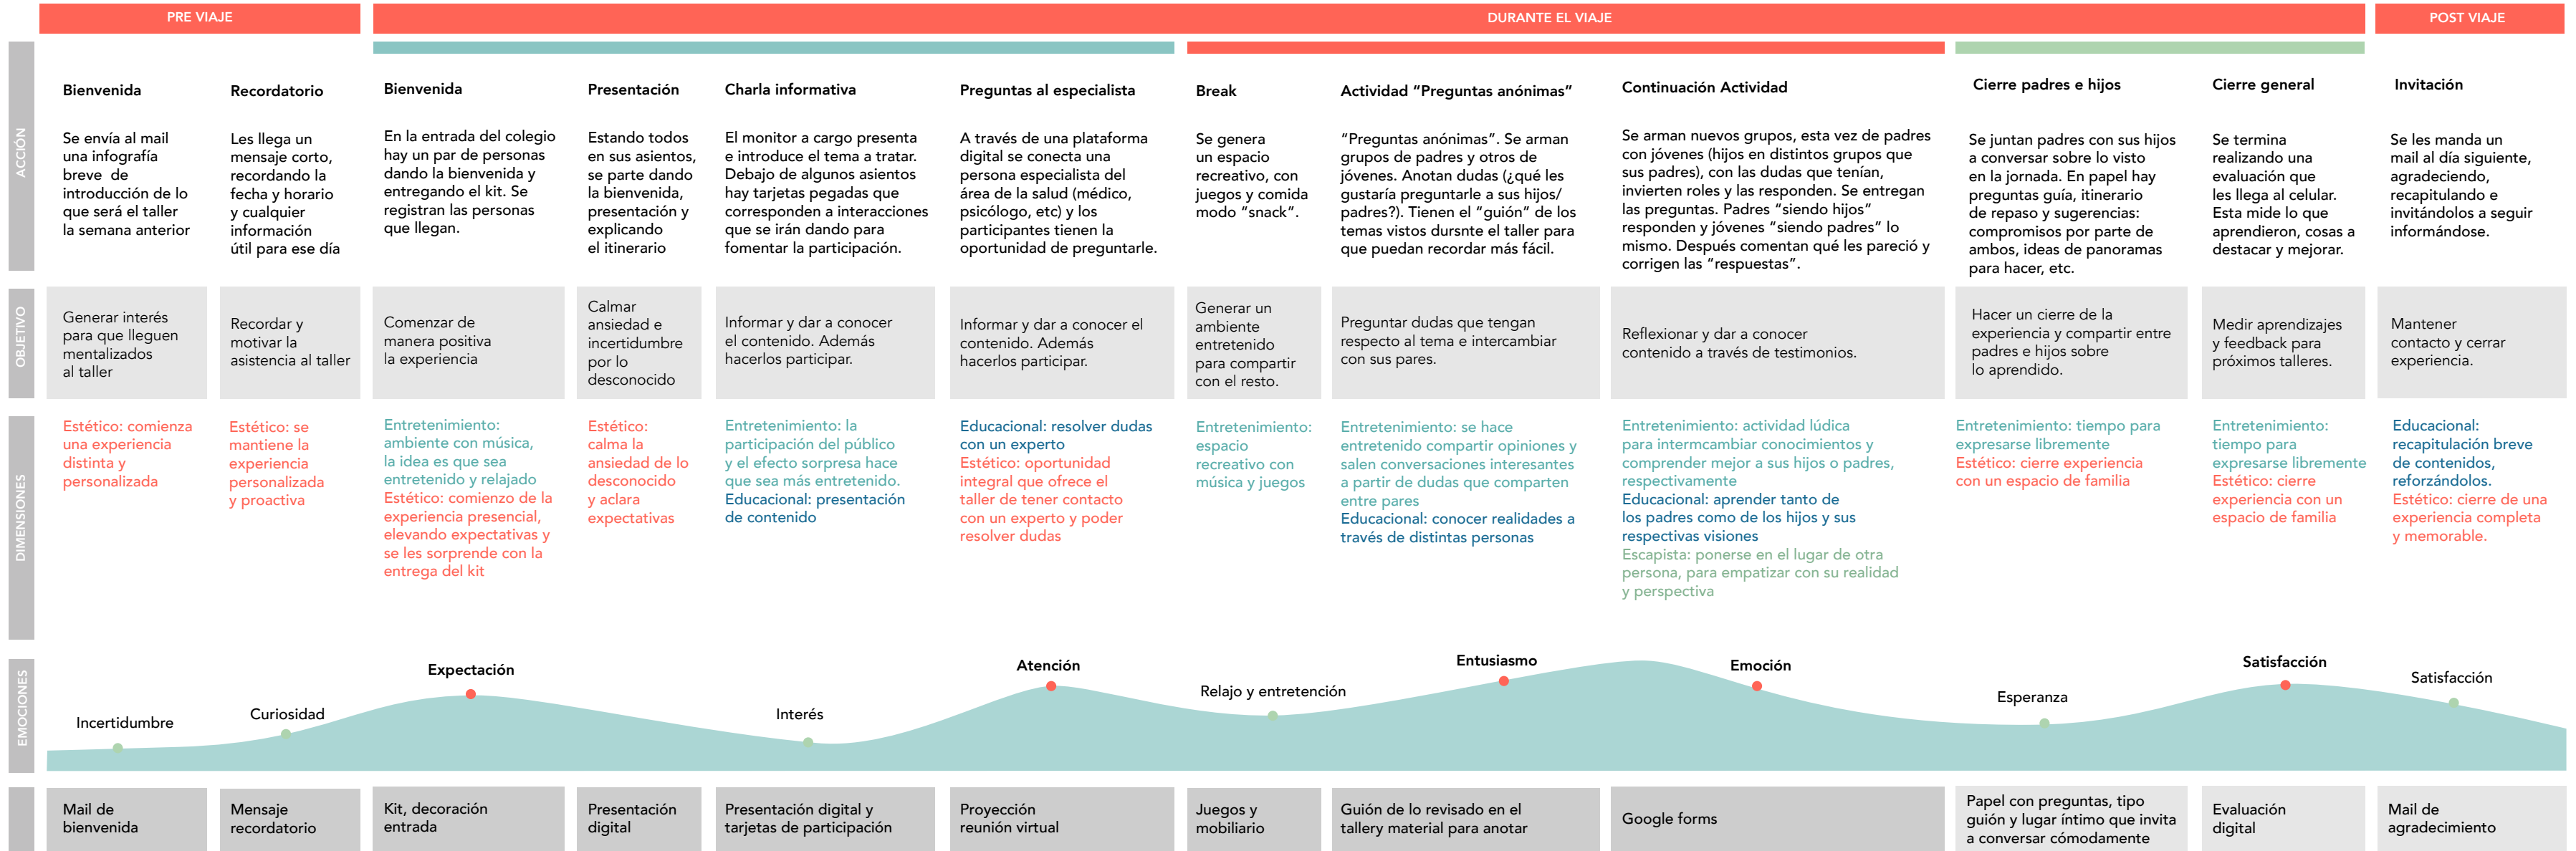 PRE VIAJE
DURANTE EL VIAJE
POST VIAJE
ACCIÓN
Bienvenida
Se envía al mail
una infografía
breve de
introducción de lo
que será el taller
la semana anterior
Recordatorio
Les llega un
mensaje corto,
recordando la
fecha y horario
y cualquier
información
útil para ese día
Bienvenida
En la entrada del colegio
hay un par de personas
dando la bienvenida y
entregando el kit. Se
registran las personas
que llegan.
Presentación
Estando todos
en sus asientos,
se parte dando
la bienvenida,
presentación y
explicando
el itinerario
Charla informativa
El monitor a cargo presenta
e introduce el tema a tratar.
Debajo de algunos asientos
hay tarjetas pegadas que
corresponden a interacciones
que se irán dando para
fomentar la participación.
Preguntas al especialista
A través de una plataforma
digital se conecta una
persona especialista del
área de la salud (médico,
psicólogo, etc) y los
participantes tienen la
oportunidad de preguntarle.
Break
Se genera
un espacio
recreativo, con
juegos y comida
modo “snack”.
Actividad “Preguntas anónimas”
“Preguntas anónimas”. Se arman
grupos de padres y otros de
jóvenes. Anotan dudas (¿qué les
gustaría preguntarle a sus hijos/
padres?). Tienen el “guión” de los
temas vistos dursnte el taller para
que puedan recordar más fácil.
Continuación Actividad
Se arman nuevos grupos, esta vez de padres
con jóvenes (hijos en distintos grupos que
sus padres), con las dudas que tenían,
invierten roles y las responden. Se entregan
las preguntas. Padres “siendo hijos”
responden y jóvenes “siendo padres” lo
mismo. Después comentan qué les pareció y
corrigen las “respuestas”.
Cierre padres e hijos
Se juntan padres con sus hijos
a conversar sobre lo visto
en la jornada. En papel hay
preguntas guía, itinerario
de repaso y sugerencias:
compromisos por parte de
ambos, ideas de panoramas
para hacer, etc.
Cierre general
Se termina
realizando una
evaluación que
les llega al celular.
Esta mide lo que
aprendieron, cosas a
destacar y mejorar.
Invitación
Se les manda un
mail al día siguiente,
agradeciendo,
recapitulando e
invitándolos a seguir
informándose.
OBJETIVO
Generar interés
para que lleguen
mentalizados
al taller
Recordar y
motivar la
asistencia al taller
Comenzar de
manera positiva
la experiencia
Calmar
ansiedad e
incertidumbre
por lo
desconocido
Informar y dar a conocer
el contenido. Además
hacerlos participar.
Informar y dar a conocer el
contenido. Además
hacerlos participar.
Generar un
ambiente
entretenido
para compartir
con el resto.
Preguntar dudas que tengan
respecto al tema e intercambiar
con sus pares.
Reflexionar y dar a conocer
contenido a través de testimonios.
Hacer un cierre de la
experiencia y compartir entre
padres e hijos sobre
lo aprendido.
Medir aprendizajes
y feedback para
próximos talleres.
Mantener
contacto y cerrar
experiencia.
DIMENSIONES
Estético: comienza
una experiencia
distinta y
personalizada
Estético: se
mantiene la
experiencia
personalizada
y proactiva
Entretenimiento:
ambiente con música,
la idea es que sea
entretenido y relajado
Estético: comienzo de la
experiencia presencial,
elevando expectativas y
se les sorprende con la
entrega del kit
Estético:
calma la
ansiedad de lo
desconocido
y aclara
expectativas
Entretenimiento: la
participación del público
y el efecto sorpresa hace
que sea más entretenido.
Educacional: presentación
de contenido
Educacional: resolver dudas
con un experto
Estético: oportunidad
integral que ofrece el
taller de tener contacto
con un experto y poder
resolver dudas
Entretenimiento:
espacio
recreativo con
música y juegos
Entretenimiento: se hace
entretenido compartir opiniones y
salen conversaciones interesantes
a partir de dudas que comparten
entre pares
Educacional: conocer realidades a
través de distintas personas
Entretenimiento: actividad lúdica
para intermcambiar conocimientos y
comprender mejor a sus hijos o padres,
respectivamente
Educacional: aprender tanto de
los padres como de los hijos y sus
respectivas visiones
Escapista: ponerse en el lugar de otra
persona, para empatizar con su realidad
y perspectiva
Entretenimiento: tiempo para
expresarse libremente
Estético: cierre experiencia
con un espacio de familia
Entretenimiento:
tiempo para
expresarse libremente
Estético: cierre
experiencia con un
espacio de familia
Educacional:
recapitulación breve
de contenidos,
reforzándolos.
Estético: cierre de una
experiencia completa
y memorable.
EMOCIONES
Incertidumbre
Curiosidad
Expectación
Interés
Atención
Relajo y entretención
Entusiasmo
Emoción
Esperanza
Satisfacción
Satisfacción
Mail de
bienvenida
Mensaje
recordatorio
Kit, decoración
entrada
Presentación
digital
Presentación digital y
tarjetas de participación
Proyección
reunión virtual
Juegos y
mobiliario
Guión de lo revisado en el
tallery material para anotar
Google forms
Papel con preguntas, tipo
guión y lugar íntimo que invita
a conversar cómodamente
Evaluación
digital
Mail de
agradecimiento